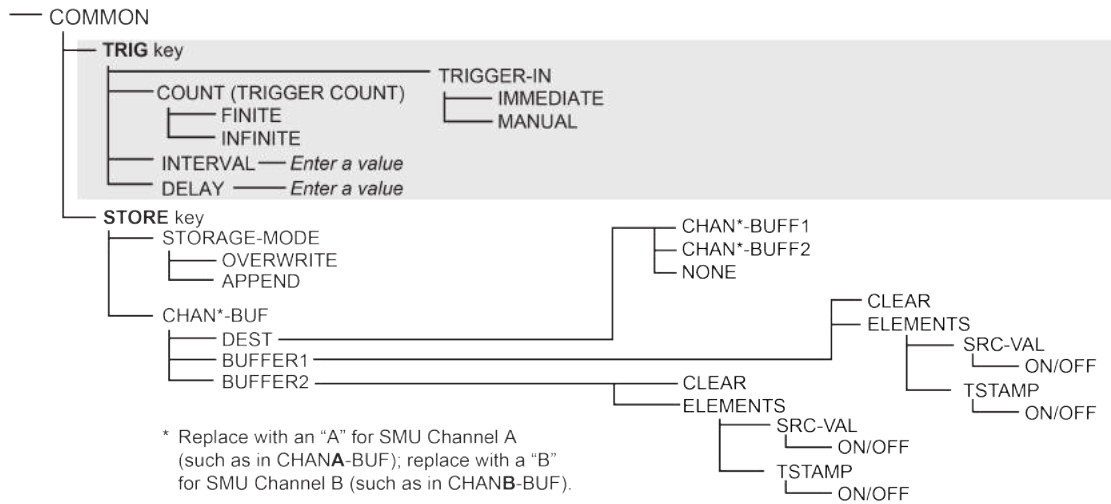 COMMON
TRIG key
TRIGGER-IN
IMMEDIATE
MANUAL
COUNT (TRIGGER COUNT)
FINITE
INFINITE
INTERVAL Enter a value
DELAY Enter a value
STORE key
STORAGE-MODE
OVERWRITE
APPEND
CHAN*-BUF
DEST
CHAN*-BUFF1
CHAN*-BUFF2
NONE
BUFFER1
CLEAR
ELEMENTS
SRC-VAL
ON/OFF
TSTAMP
ON/OFF
BUFFER2
CLEAR
ELEMENTS
SRC-VAL
ON/OFF
TSTAMP
ON/OFF
* Replace with an “A” for SMU Channel A
(such as in CHANA-BUF); replace with a “B”
for SMU Channel B (such as in CHANB-BUF).